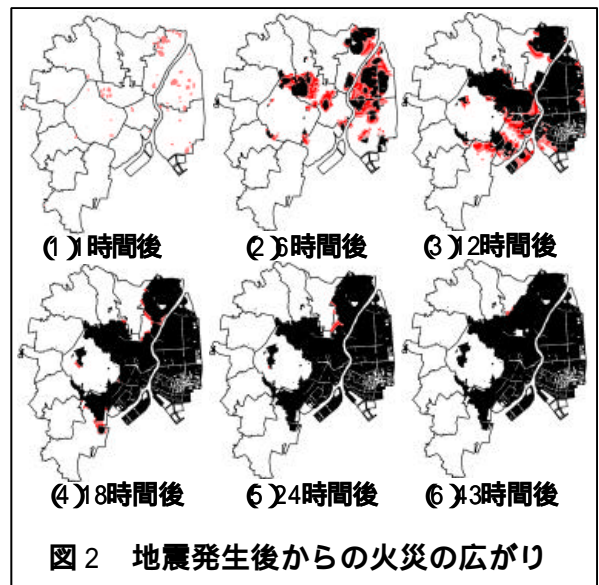 (1)1時間後 (2)6時間後 (3)12時間後
(4)18時間後 (5)24時間後 (6)43時間後
図2 地震発生後からの火災の広がり